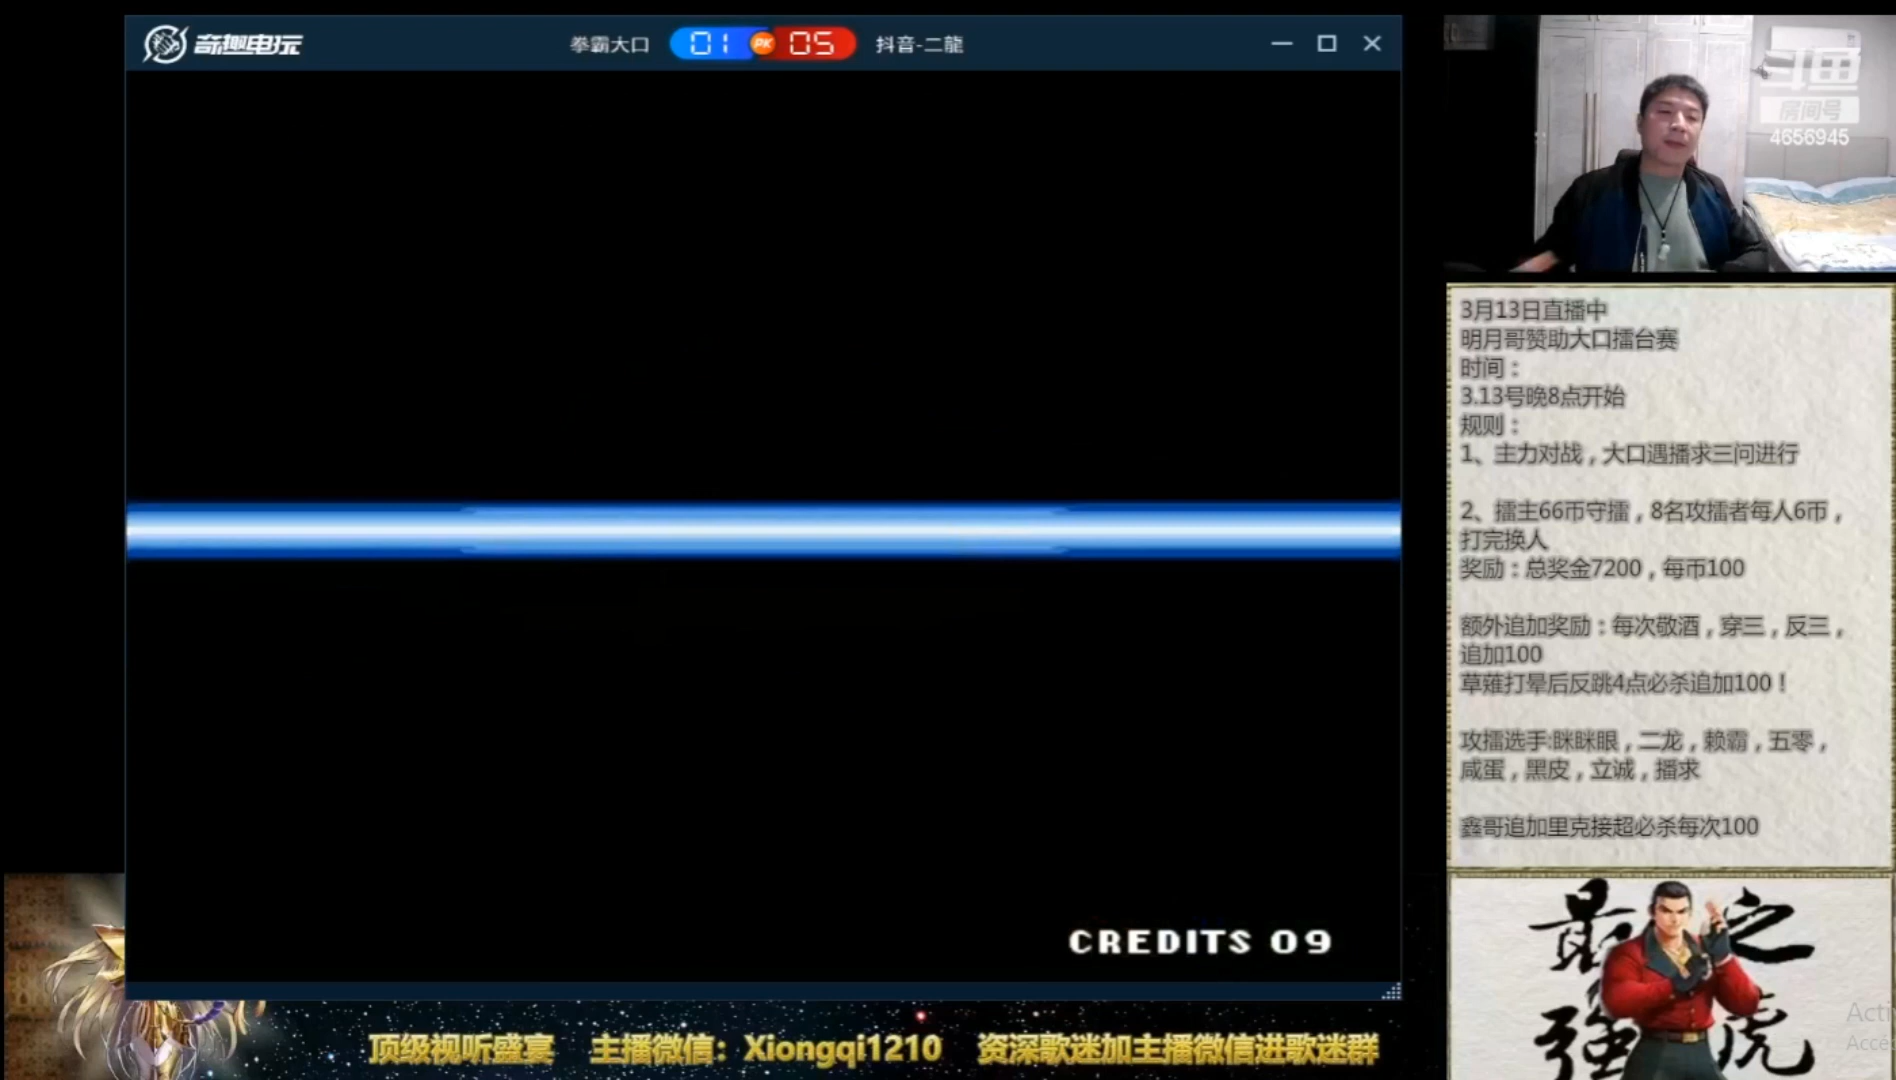 奇趣电玩
拳霸大口 01 PK 05 抖音-二龍
斗鱼
房间号
4656945
3月13日直播中
明月哥赞助大口擂台赛
时间：
3.13号晚8点开始
规则：
1、主力对战，大口遇播求三问进行
2、擂主66币守擂，8名攻擂者每人6币，
打完换人
奖励：总奖金7200，每币100
额外追加奖励：每次敬酒，穿三，反三，
追加100
草薙打晕后反跳4点必杀追加100！
攻擂选手:眯眯眼，二龙，赖霸，五零，
咸蛋，黑皮，立诚，播求
鑫哥追加里克接超必杀每次100
CREDITS 09
最之
强虎
顶级视听盛宴 主播微信：Xiongqi1210 资深歌迷加主播微信进歌迷群
Acti
Accé